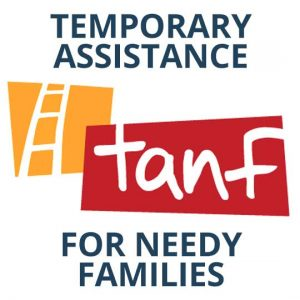 TEMPORARY
ASSISTANCE
tanf
FOR NEEDY
FAMILIES